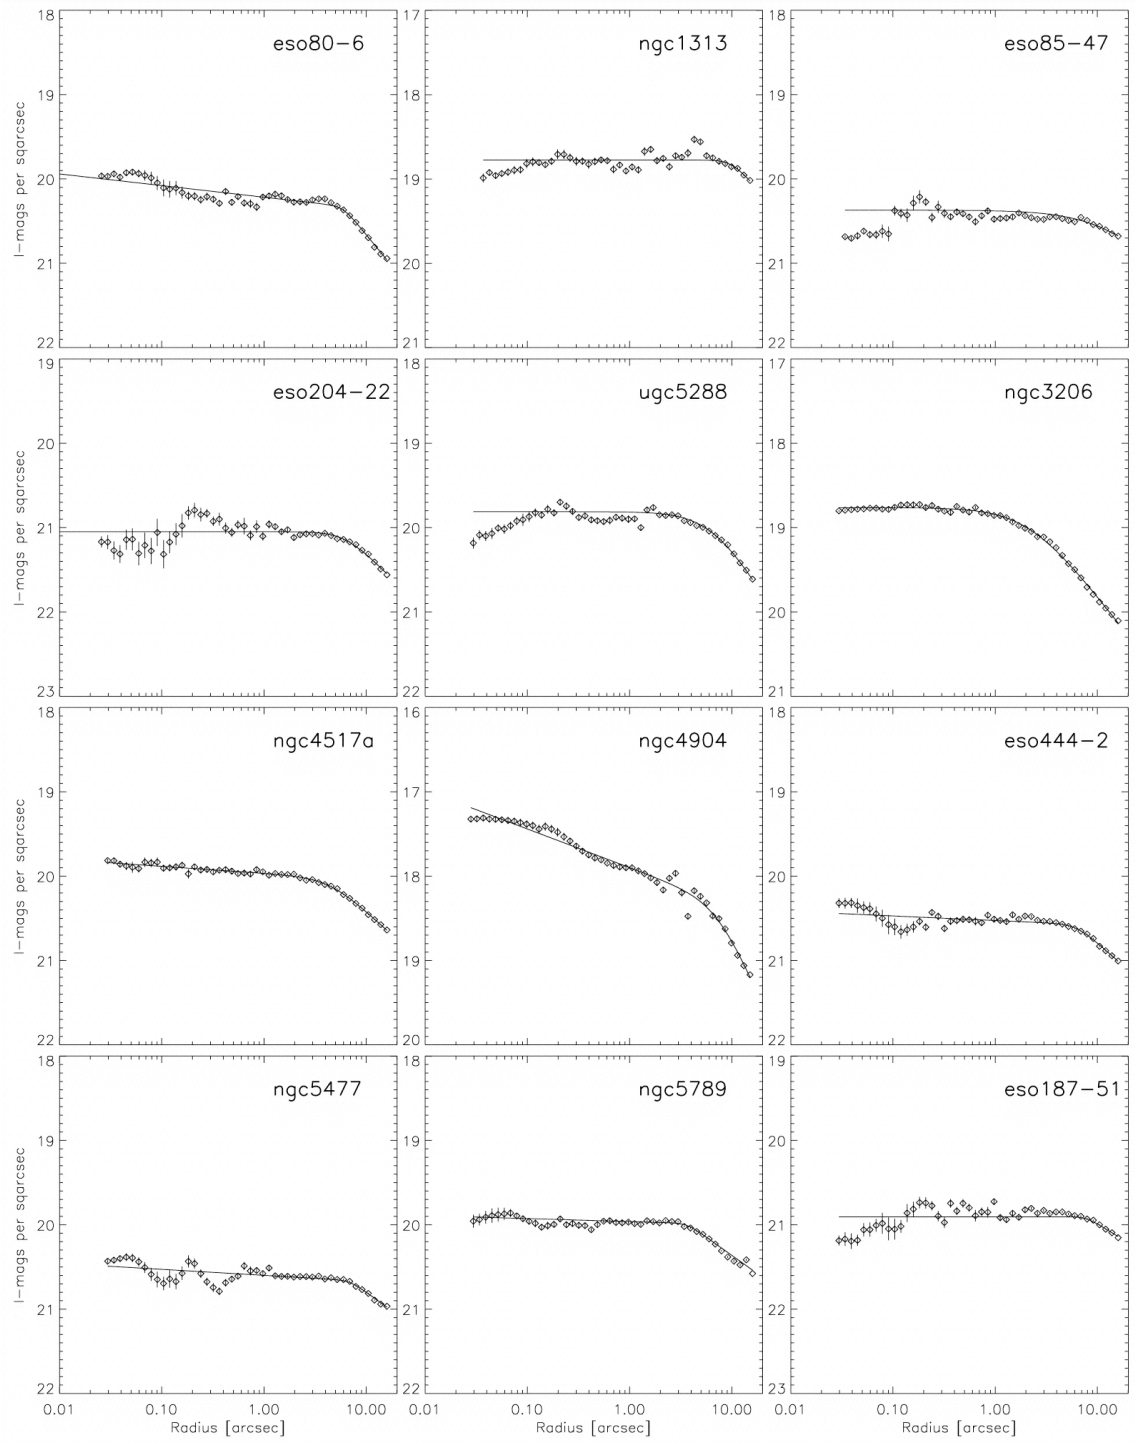 18 17 18
eso80-6 ngc1313 eso85-47
19 18 19
20 19 20
21 20 21
22 21 22
I-mags per sqarcsec
19 18 17
eso204-22 ugc5288 ngc3206
20 19 18
21 20 19
22 21 20
23 22 21
I-mags per sqarcsec
18 16 18
ngc4517a ngc4904 eso444-2
19 17 19
20 18 20
21 19 21
22 20 22
I-mags per sqarcsec
18 18 19
ngc5477 ngc5789 eso187-51
19 19 20
20 20 21
21 21 22
22 22 23
I-mags per sqarcsec
0.01 0.10 1.00 10.00 0.01 0.10 1.00 10.00 0.01 0.10 1.00 10.00
Radius [arcsec] Radius [arcsec] Radius [arcsec]